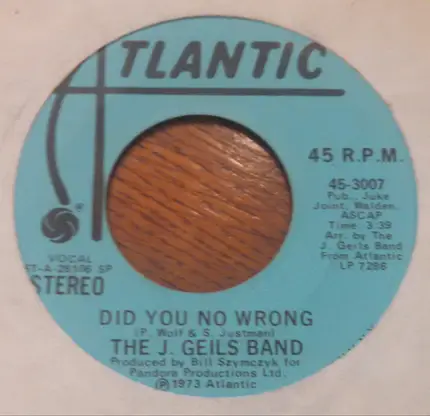 ATLANTIC
45 R.P.M.
45-3007
Pub., Juke
Joint, Walden,
ASCAP
Time 3:39
Arr. by The
J. Geils Band
From Atlantic
LP 7286
®
VOCAL
ST-A-28106 SP
STEREO
DID YOU NO WRONG
(P. Wolf & S. Justman)
THE J. GEILS BAND
Produced by Bill Szymczyk for
Pandora Productions Ltd.
℗1973 Atlantic